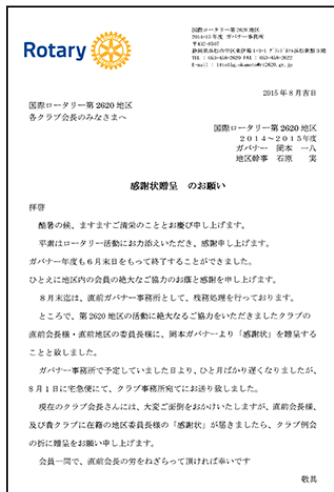 Rotary
国際ロータリー第2620地区
2014-15年度 ガバナー事務所
TEL : 053-458-2620 FAX : 053-458-2622
2015年8月吉日
国際ロータリー第2620地区
各クラブ会長のみなさまへ
国際ロータリー第2620地区
2014~2015年度
ガバナー 岡本 一八
地区幹事 石原 実
感謝状贈呈 のお願い
拝啓
酷暑の候、ますますご清栄のこととお慶び申し上げます。
平素はロータリー活動にお力添えいただき、感謝申し上げます。
ガバナー年度も6月末日をもって終了することができました。
ひとえに地区内の会員の絶大なご協力のお蔭と感謝を申し上げます。
8月末迄は、直前ガバナー事務所として、残務処理を行っております。
ところで、第2620地区の活動に絶大なるご協力をいただきましたクラブの
直前会長様・直前地区の委員長様に、岡本ガバナーより「感謝状」を贈呈する
ことと致しました。
ガバナー事務所で予定していました日より、ひと月ばかり遅くなりましたが、
8月1日に宅急便にて、クラブ事務所宛てにお送り致しました。
現在のクラブ会長さんには、大変ご面倒をおかけいたしますが、直前会長様、
及び貴クラブに在籍の地区委員長様の「感謝状」が届きましたら、クラブ例会
の折に贈呈をお願い申し上げます。
会員一同で、直前会長の労をねぎらって頂ければ幸いです
敬具